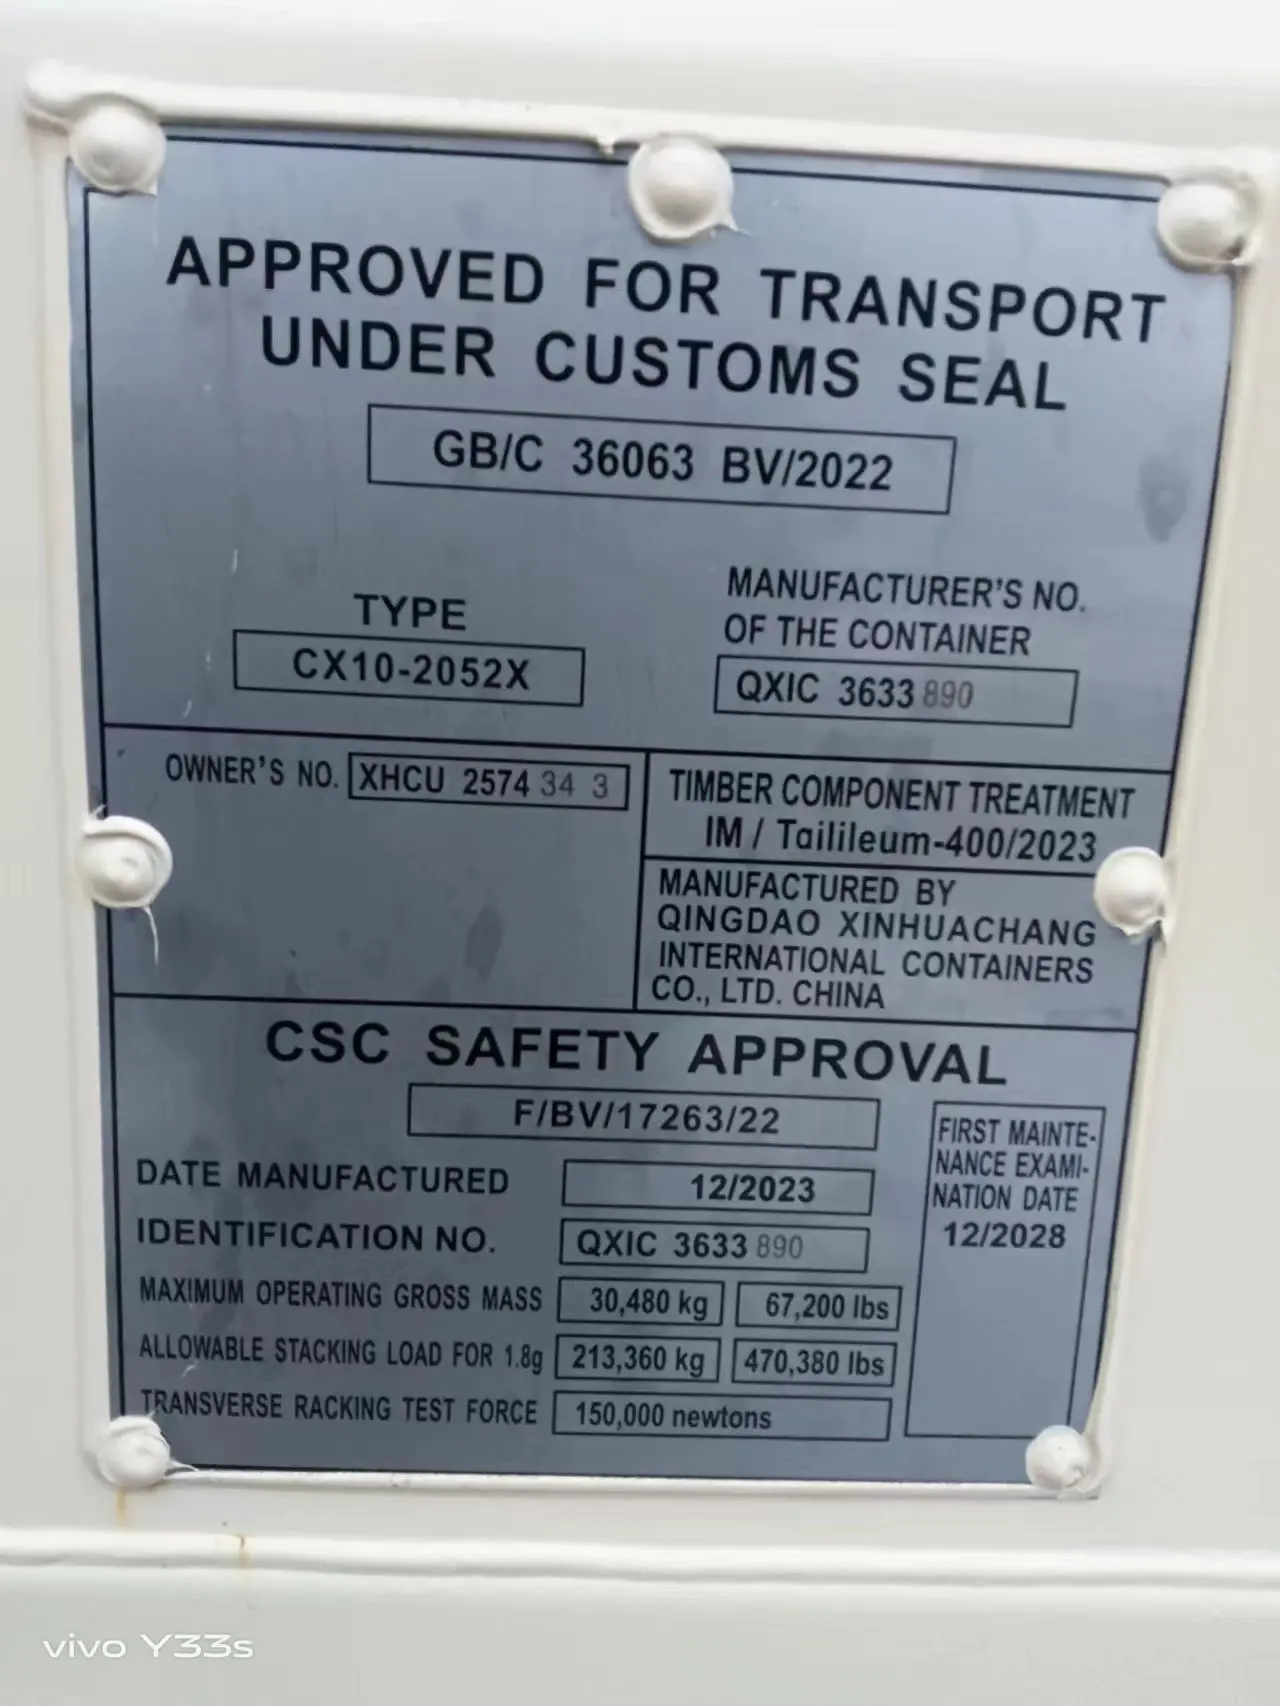 APPROVED FOR TRANSPORT
UNDER CUSTOMS SEAL
GB/C 36063 BV/2022
TYPE
CX10-2052X
MANUFACTURER'S NO.
OF THE CONTAINER
QXIC 3633 890
OWNER'S NO. XHCU 2574 34 3
TIMBER COMPONENT TREATMENT
IM / Tailileum-400/2023
MANUFACTURED BY
QINGDAO XINHUACHANG
INTERNATIONAL CONTAINERS
CO., LTD. CHINA
CSC SAFETY APPROVAL
F/BV/17263/22
DATE MANUFACTURED 12/2023
IDENTIFICATION NO. QXIC 3633 890
MAXIMUM OPERATING GROSS MASS 30,480 kg 67,200 lbs
ALLOWABLE STACKING LOAD FOR 1.8g 213,360 kg 470,380 lbs
TRANSVERSE RACKING TEST FORCE 150,000 newtons
FIRST MAINTE-
NANCE EXAMI-
NATION DATE
12/2028
vivo Y33s